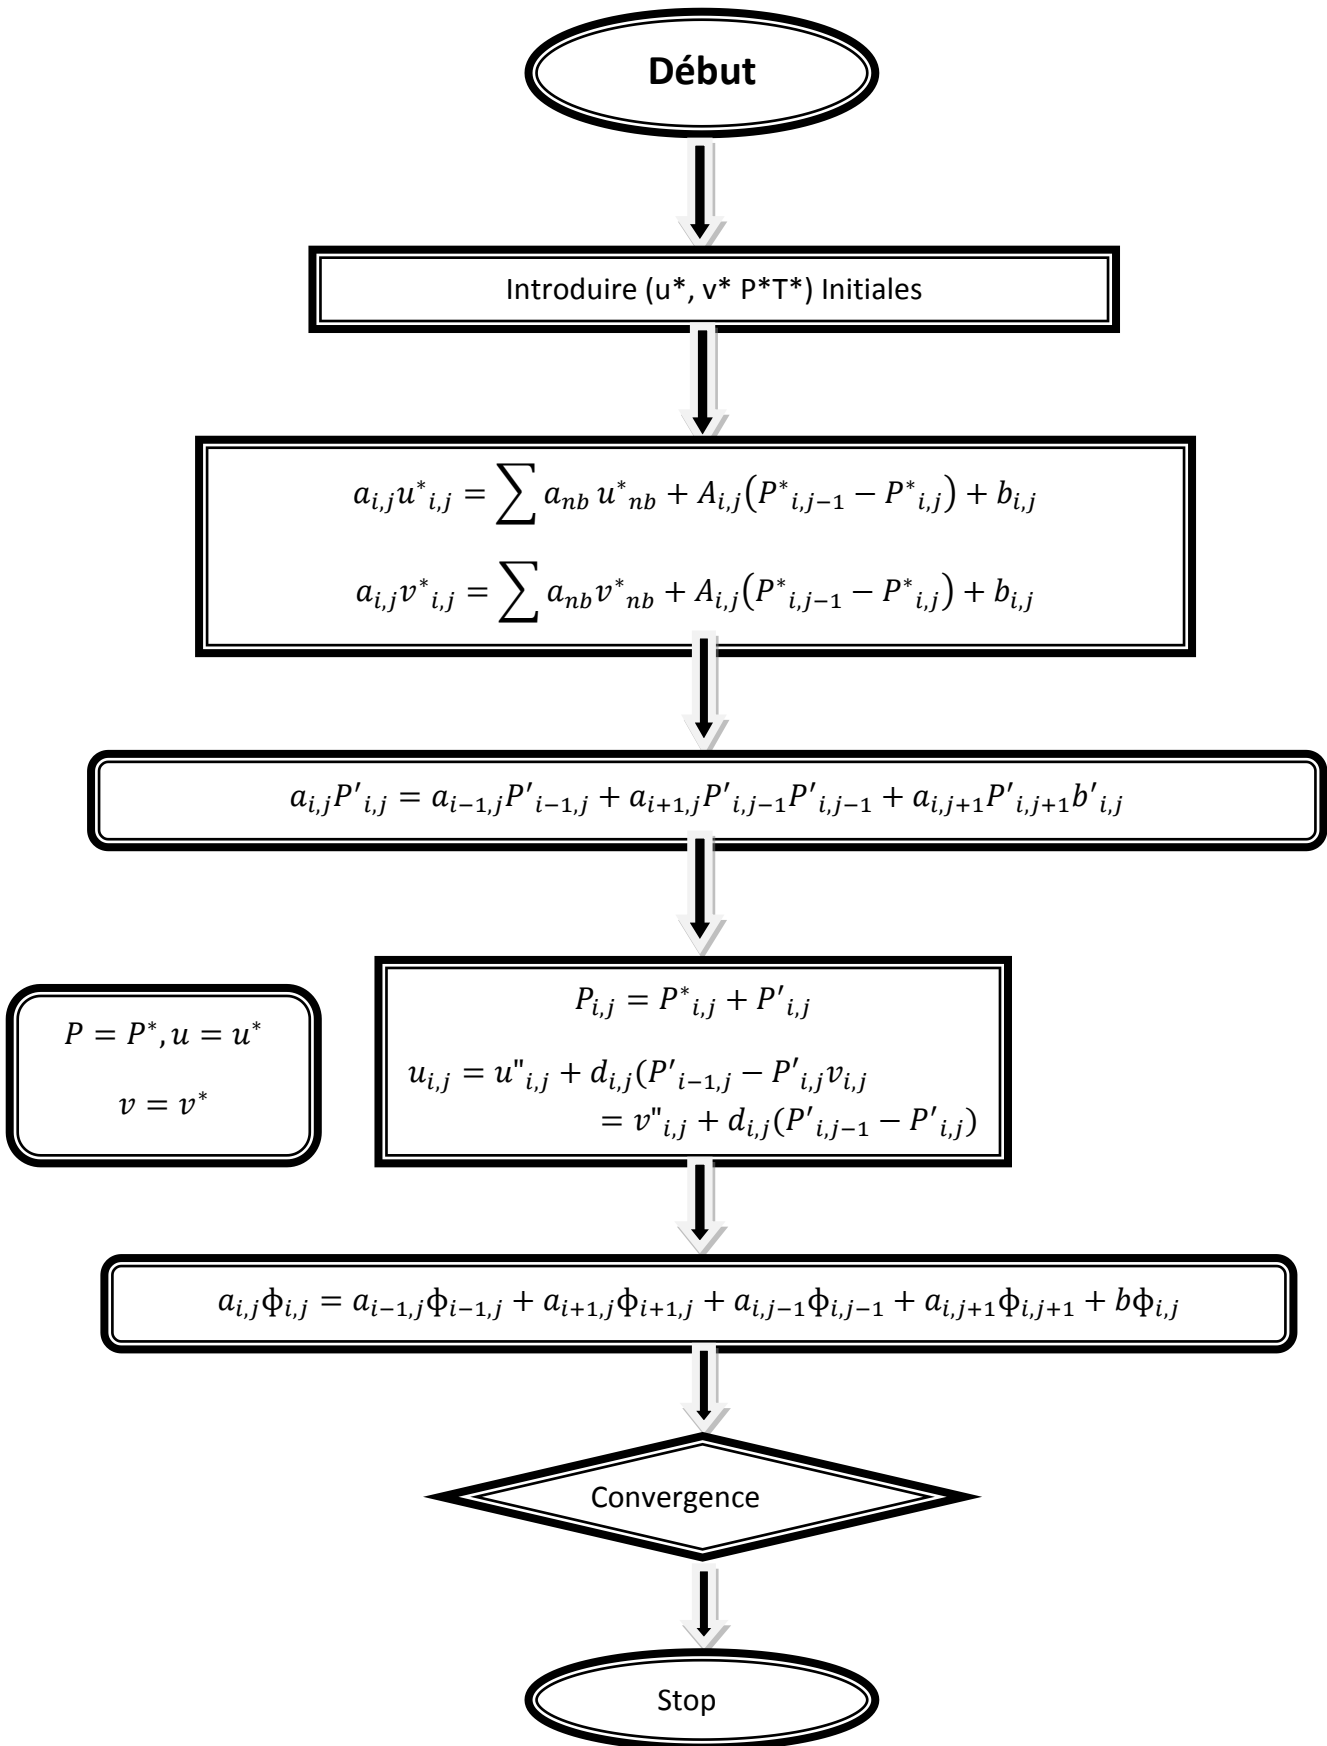 Début
Introduire (u*, v* P*T*) Initiales
$a_{i,j}u^*{}_{i,j} = \sum a_{nb}\, u^*{}_{nb} + A_{i,j}(P^*{}_{i,j-1} - P^*{}_{i,j}) + b_{i,j}$
$a_{i,j}v^*{}_{i,j} = \sum a_{nb}v^*{}_{nb} + A_{i,j}(P^*{}_{i,j-1} - P^*{}_{i,j}) + b_{i,j}$
$a_{i,j}P'{}_{i,j} = a_{i-1,j}P'{}_{i-1,j} + a_{i+1,j}P'{}_{i,j-1}P'{}_{i,j-1} + a_{i,j+1}P'{}_{i,j+1}b'{}_{i,j}$
$P = P^*, u = u^*$
$v = v^*$
$P_{i,j} = P^*{}_{i,j} + P'{}_{i,j}$
$u_{i,j} = u"{}_{i,j} + d_{i,j}(P'{}_{i-1,j} - P'{}_{i,j}v_{i,j}$
$= v"{}_{i,j} + d_{i,j}(P'{}_{i,j-1} - P'{}_{i,j})$
$a_{i,j}ϕ_{i,j} = a_{i-1,j}ϕ_{i-1,j} + a_{i+1,j}ϕ_{i+1,j} + a_{i,j-1}ϕ_{i,j-1} + a_{i,j+1}ϕ_{i,j+1} + bϕ_{i,j}$
Convergence
Stop